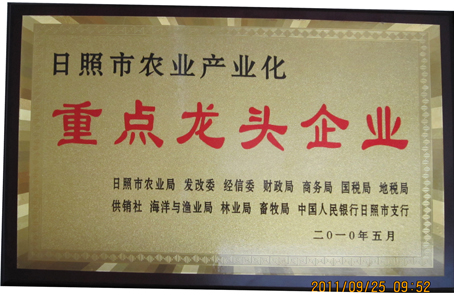 日照市农业产业化
重点龙头企业
日照市农业局 发改委 经信委 财政局 商务局 国税局 地税局
供销社 海洋与渔业局 林业局 畜牧局 中国人民银行日照市支行
二〇一〇年五月
2011/09/25 09:52